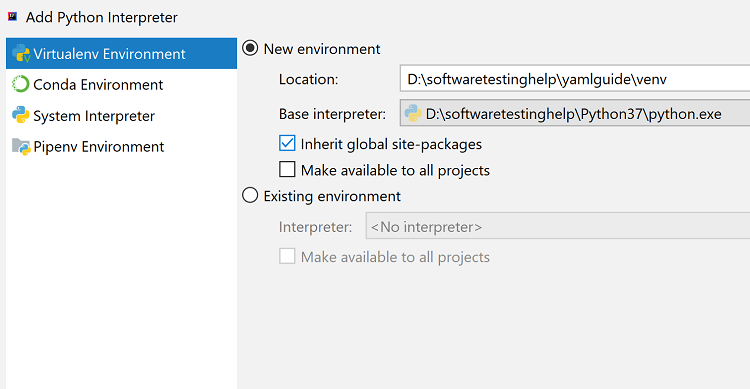 Add Python Interpreter
Virtualenv Environment
Conda Environment
System Interpreter
Pipenv Environment
New environment
Location: D:\softwaretestinghelp\yamlguide\venv
Base interpreter: D:\softwaretestinghelp\Python37\python.exe
Inherit global site-packages
Make available to all projects
Existing environment
Interpreter: <No interpreter>
Make available to all projects